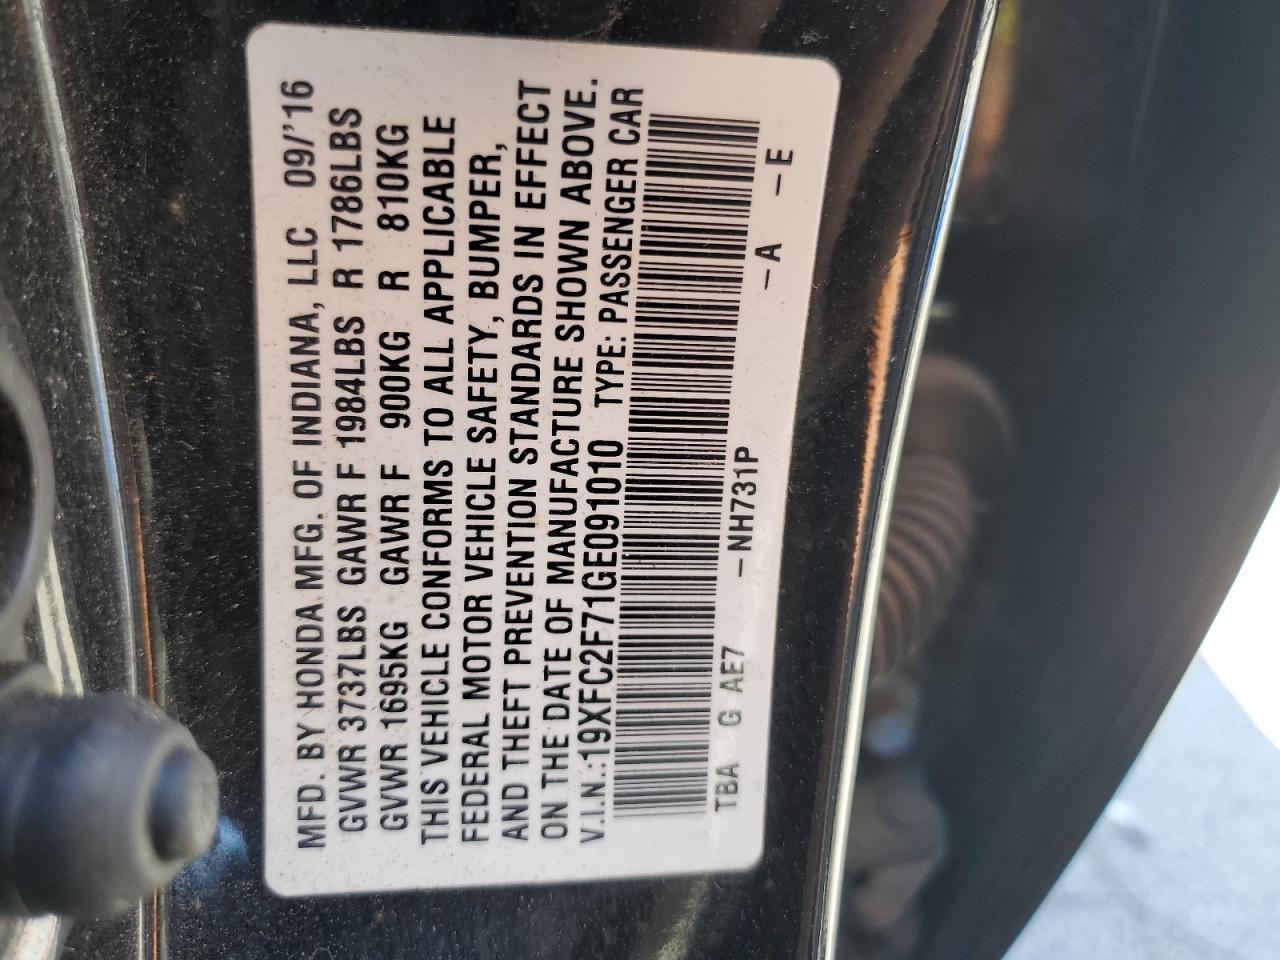 MFD. BY HONDA MFG. OF INDIANA, LLC 09/'16
GVWR 3737LBS GAWR F 1984LBS R 1786LBS
GVWR 1695KG GAWR F 900KG R 810KG
THIS VEHICLE CONFORMS TO ALL APPLICABLE
FEDERAL MOTOR VEHICLE SAFETY, BUMPER,
AND THEFT PREVENTION STANDARDS IN EFFECT
ON THE DATE OF MANUFACTURE SHOWN ABOVE.
V.I.N.:19XFC2F71GE091010 TYPE: PASSENGER CAR
TBA G AE7 -NH731P -A -E